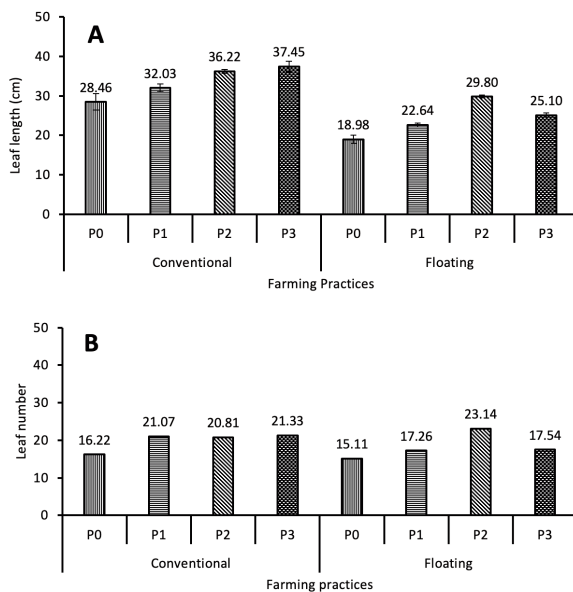 A
50
40
30
20
10
0
Leaf length (cm)
28.46 32.03 36.22 37.45 18.98 22.64 29.80 25.10
P0 P1 P2 P3 P0 P1 P2 P3
Conventional Floating
Farming Practices
B
50
40
30
20
10
0
Leaf number
16.22 21.07 20.81 21.33 15.11 17.26 23.14 17.54
P0 P1 P2 P3 P0 P1 P2 P3
Conventional Floating
Farming practices